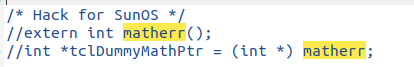 /* Hack for SunOS */
//extern int matherr();
//int *tclDummyMathPtr = (int *) matherr;